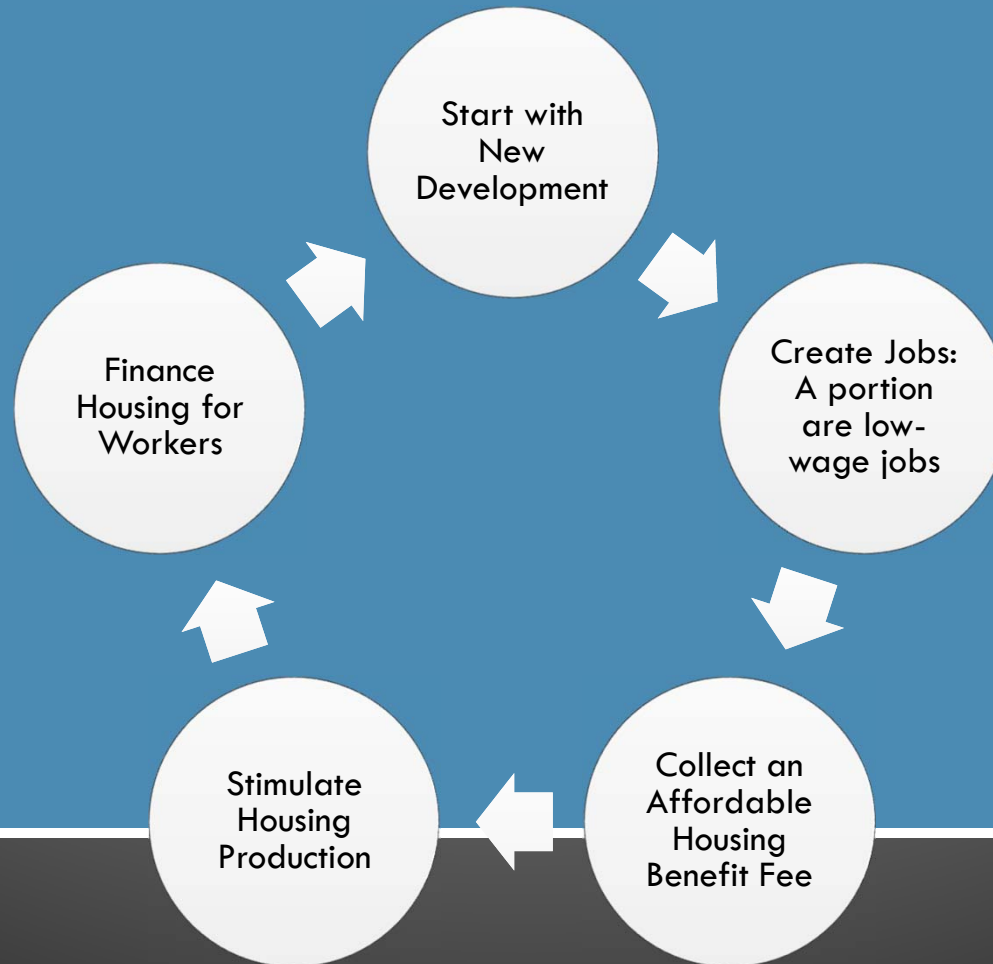 Start with
New
Development
Create Jobs:
A portion
are low-
wage jobs
Collect an
Affordable
Housing
Benefit Fee
Stimulate
Housing
Production
Finance
Housing for
Workers